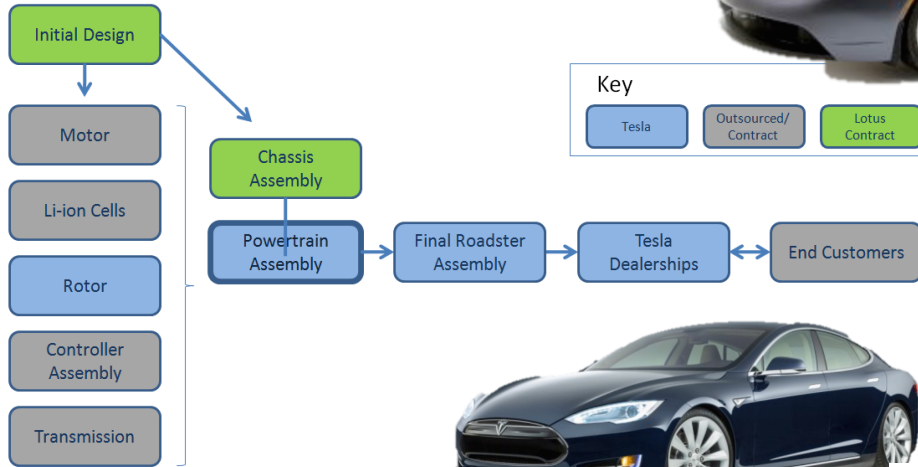 Initial Design
Key
Tesla
Outsourced/
Contract
Lotus
Contract
Motor
Chassis
Assembly
Li-ion Cells
Powertrain
Assembly
Final Roadster
Assembly
Tesla
Dealerships
End Customers
Rotor
Controller
Assembly
Transmission